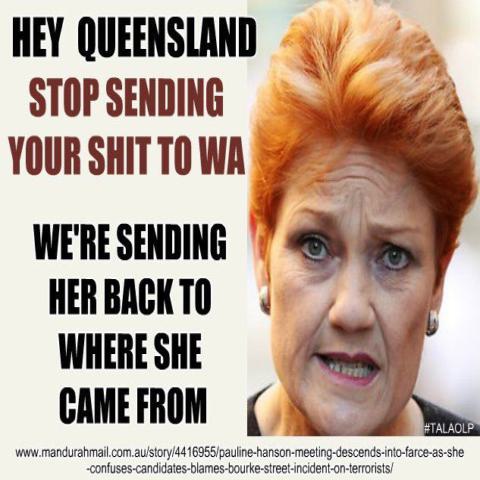 HEY QUEENSLAND
STOP SENDING
YOUR SHIT TO WA
WE'RE SENDING
HER BACK TO
WHERE SHE
CAME FROM
#TALAOLP
www.mandurahmail.com.au/story/4416955/pauline-hanson-meeting-descends-into-farce-as-she
-confuses-candidates-blames-bourke-street-incident-on-terrorists/